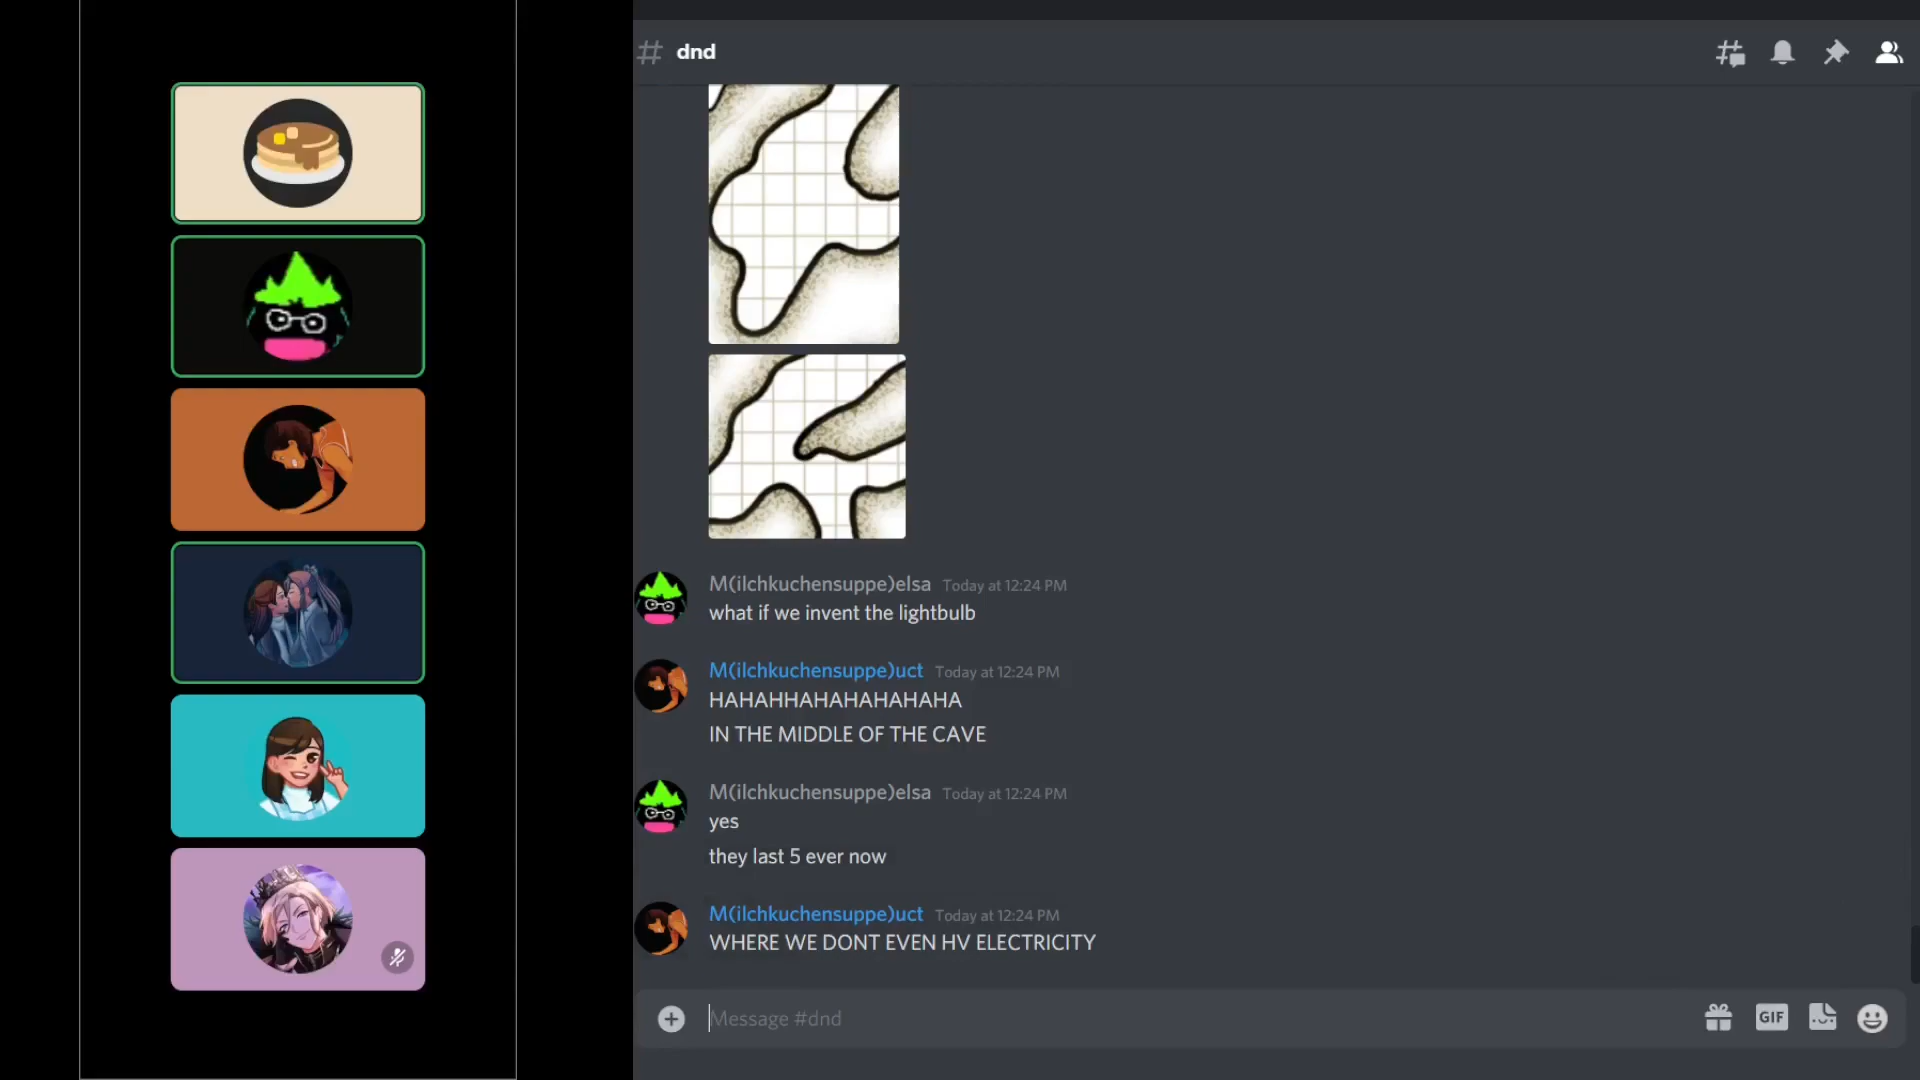 # dnd
M(ilchkuchensuppe)elsa Today at 12:24 PM
what if we invent the lightbulb
M(ilchkuchensuppe)uct Today at 12:24 PM
HAHAHHAHAHAHAHAHA
IN THE MIDDLE OF THE CAVE
M(ilchkuchensuppe)elsa Today at 12:24 PM
yes
they last 5 ever now
M(ilchkuchensuppe)uct Today at 12:24 PM
WHERE WE DONT EVEN HV ELECTRICITY
Message #dnd
GIF